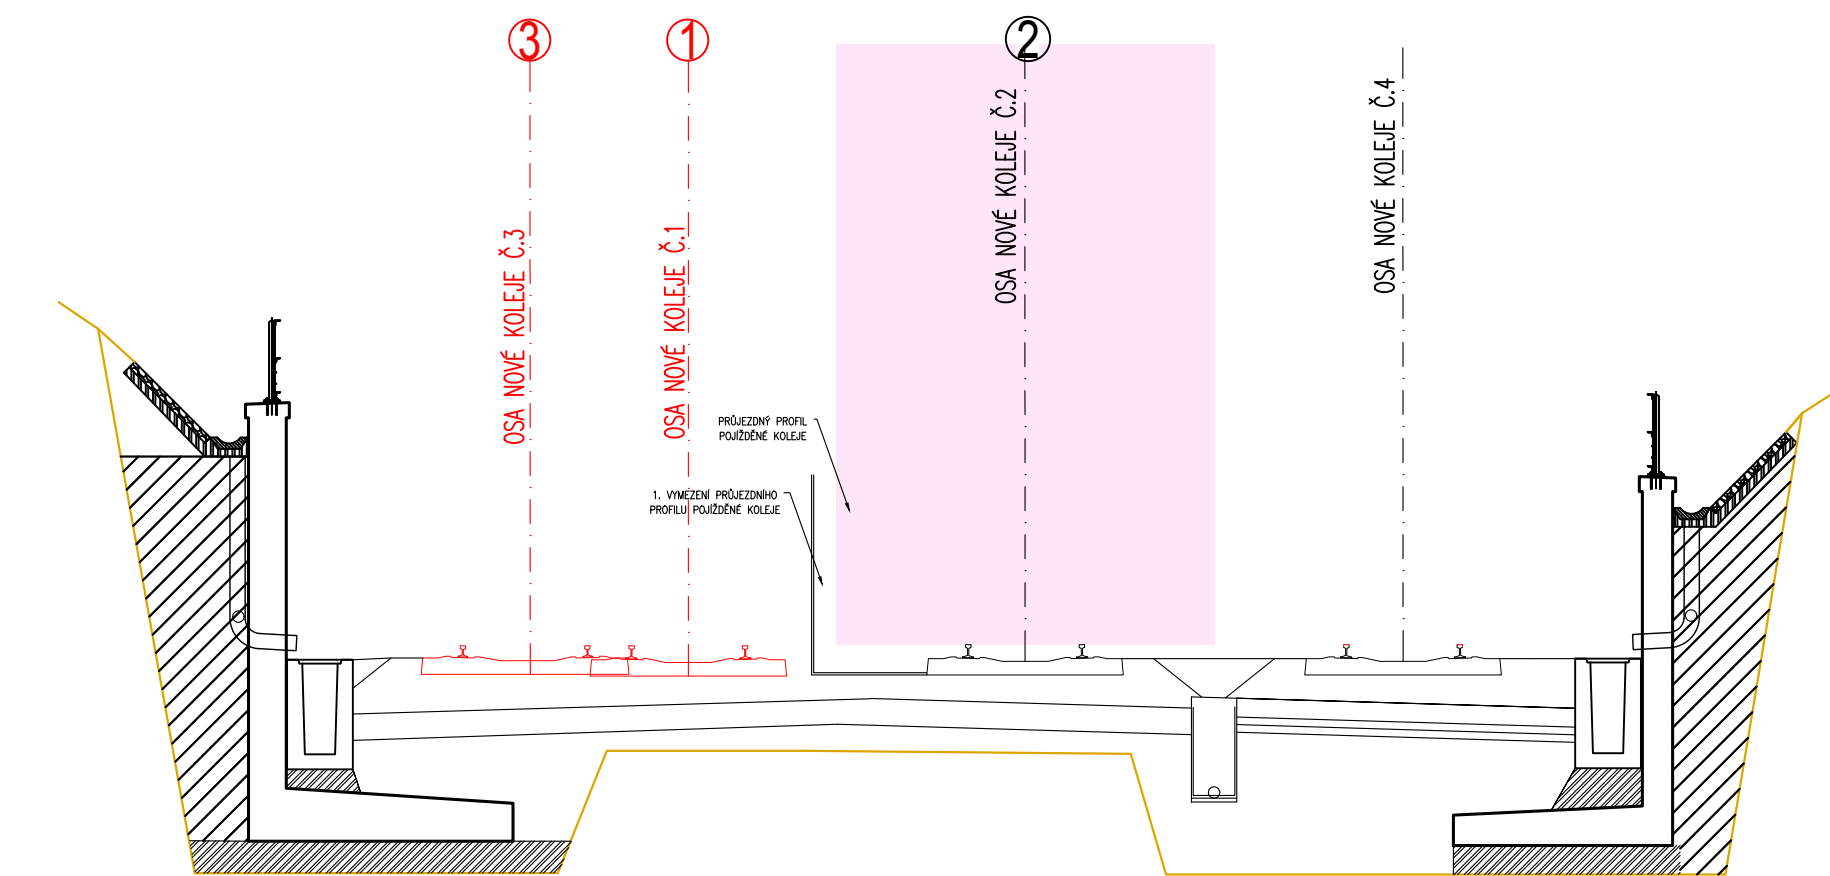 3
1
2
OSA NOVÉ KOLEJE Č.3
OSA NOVÉ KOLEJE Č.1
OSA NOVÉ KOLEJE Č.2
OSA NOVÉ KOLEJE Č.4
PRŮJEZDNÝ PROFIL
POJÍŽDĚNÉ KOLEJE
1. VYMEZENÍ PRŮJEZDNÍHO
PROFILU POJÍŽDĚNÉ KOLEJE